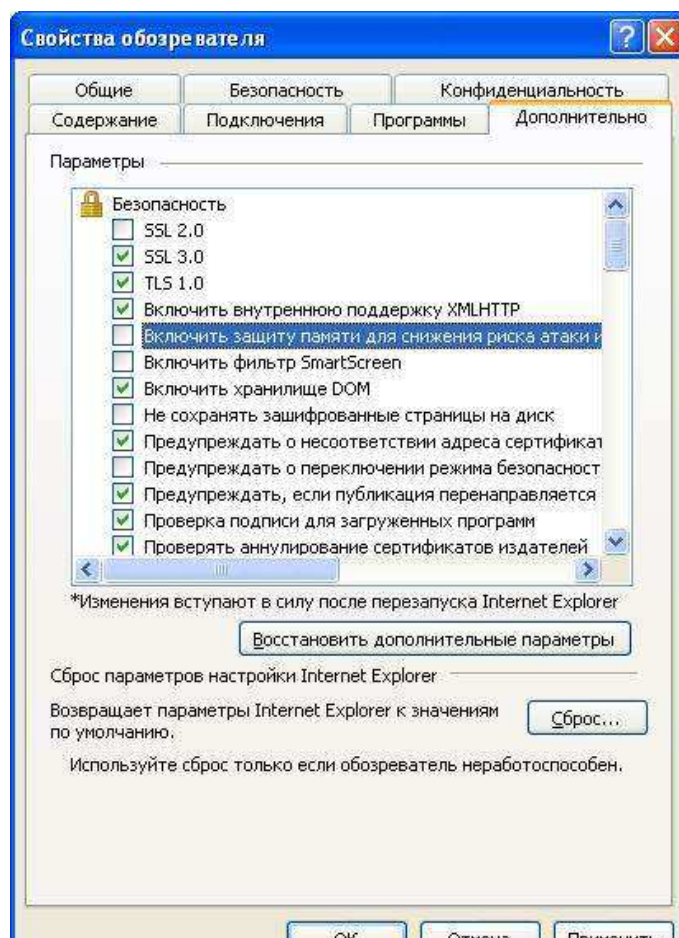 Свойства обозревателя
Общие Безопасность Конфиденциальность
Содержание Подключения Программы Дополнительно
Параметры
Безопасность
SSL 2.0
SSL 3.0
TLS 1.0
Включить внутреннюю поддержку XMLHTTP
Включить защиту памяти для снижения риска атаки и
Включить фильтр SmartScreen
Включить хранилище DOM
Не сохранять зашифрованные страницы на диск
Предупреждать о несоответствии адреса сертификат
Предупреждать о переключении режима безопасност
Предупреждать, если публикация перенаправляется
Проверка подписи для загруженных программ
Проверять аннулирование сертификатов издателей
*Изменения вступают в силу после перезапуска Internet Explorer
Восстановить дополнительные параметры
Сброс параметров настройки Internet Explorer
Возвращает параметры Internet Explorer к значениям
по умолчанию.
Сброс...
Используйте сброс только если обозреватель неработоспособен.
ОК Отмена Применить